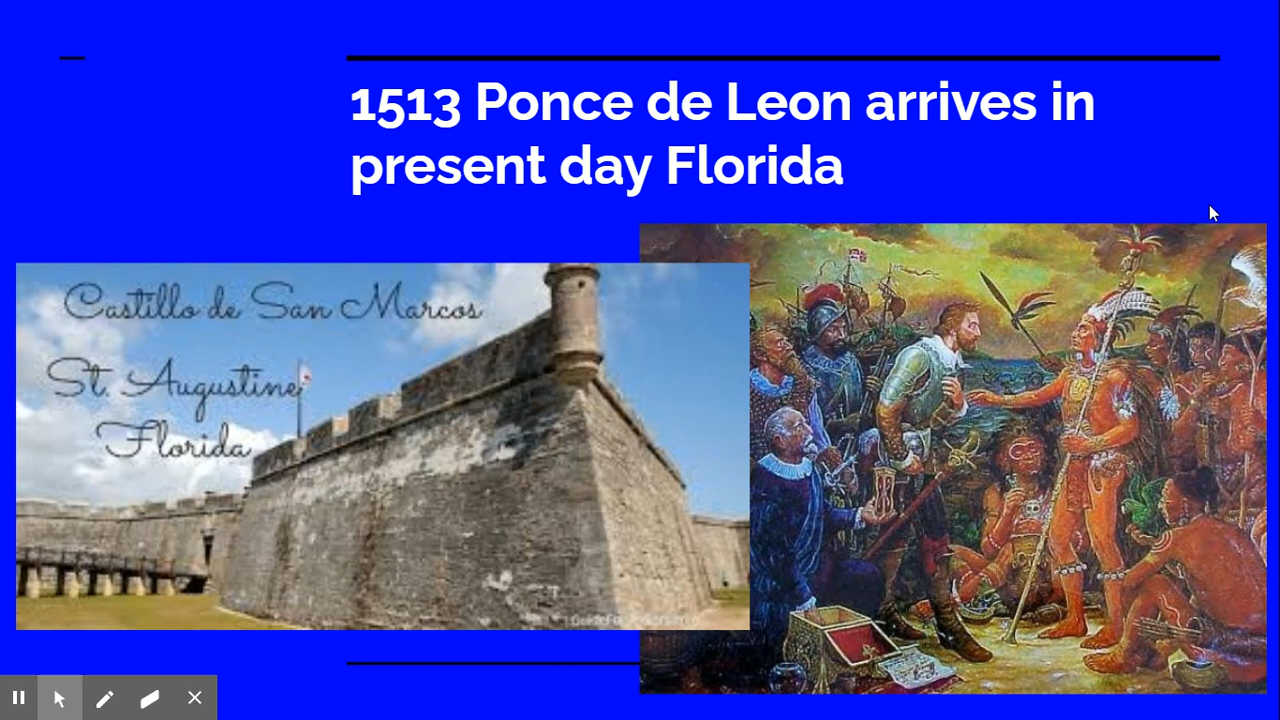 1513 Ponce de Leon arrives in
present day Florida
Castillo de San Marcos
St. Augustine
Florida